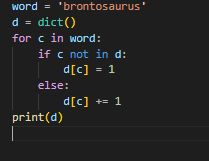 word = 'brontosaurus'
d = dict()
for c in word:
    if c not in d:
        d[c] = 1
    else:
        d[c] += 1
print(d)